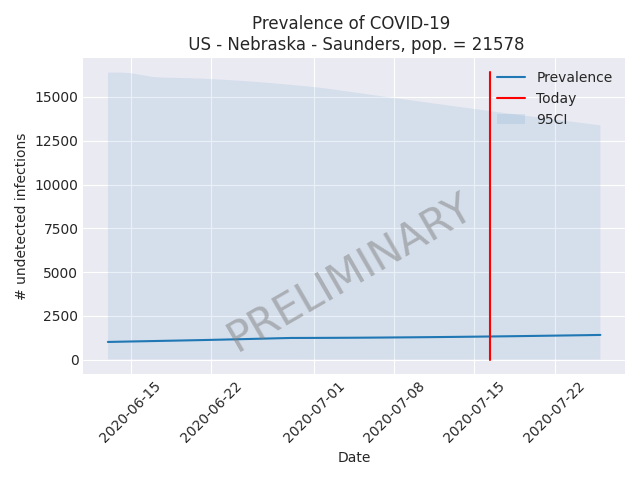 Prevalence of COVID-19
US - Nebraska - Saunders, pop. = 21578
Prevalence
Today
95CI
15000
12500
10000
7500
5000
2500
0
# undetected infections
PRELIMINARY
2020-06-15
2020-06-22
2020-07-01
2020-07-08
2020-07-15
2020-07-22
Date